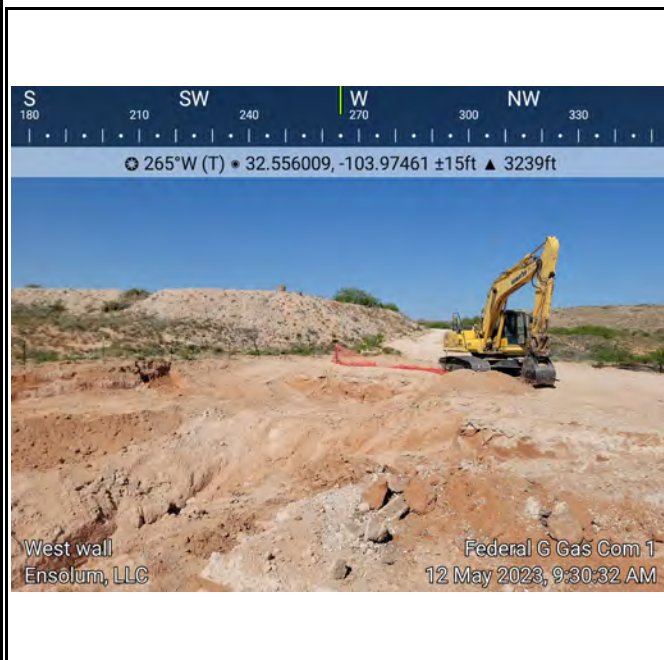 S SW W NW
180 210 240 270 300 330
265°W (T) ● 32.556009, -103.97461 ±15ft ▲ 3239ft
West wall
Ensolum, LLC
Federal G Gas Com 1
12 May 2023, 9:30:32 AM